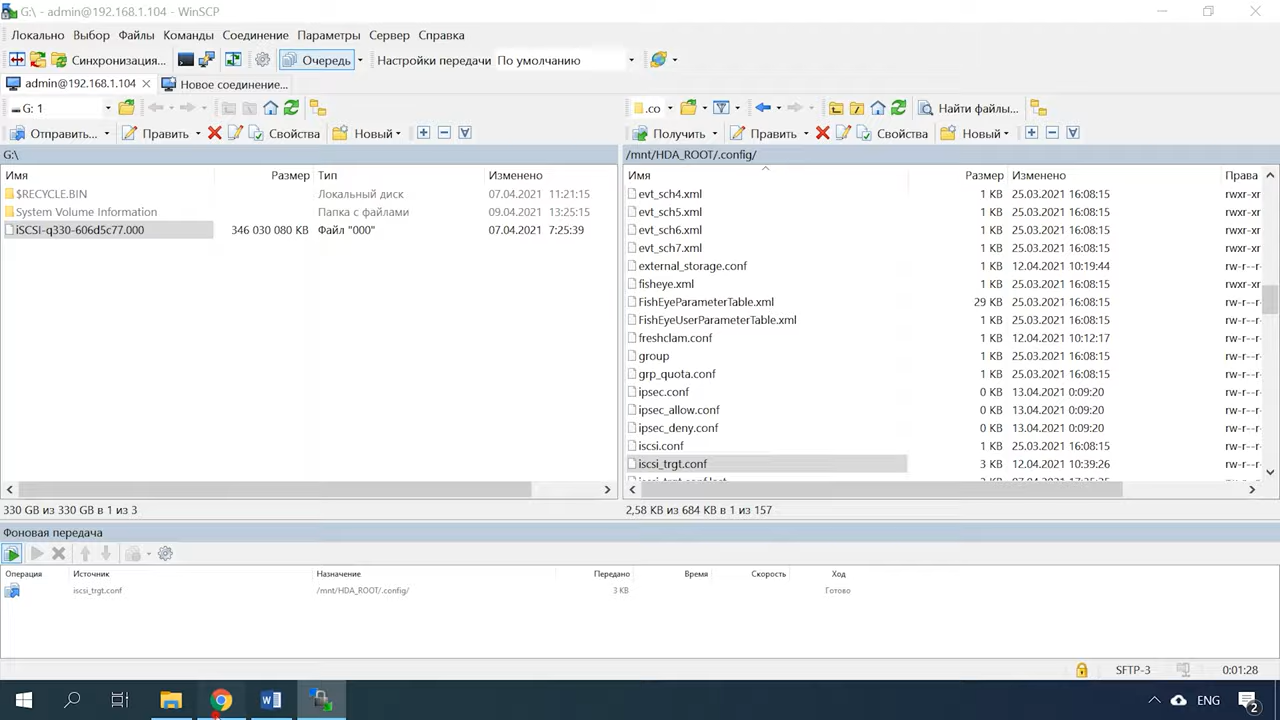 G:\ - admin@192.168.1.104 - WinSCP
Локально Выбор Файлы Команды Соединение Параметры Сервер Справка
Синхронизация... Очередь Настройки передачи По умолчанию
admin@192.168.1.104 Новое соединение...
G: 1 .co Найти файлы...
Отправить... Править Свойства Новый Получить Править Свойства Новый
G:\ /mnt/HDA_ROOT/.config/
Имя Размер Тип Изменено
$RECYCLE.BIN Локальный диск 07.04.2021 11:21:15
System Volume Information Папка с файлами 09.04.2021 13:25:15
iSCSI-q330-606d5c77.000 346 030 080 KB Файл "000" 07.04.2021 7:25:39
Имя Размер Изменено Права
evt_sch4.xml 1 KB 25.03.2021 16:08:15 rwxr-xr
evt_sch5.xml 1 KB 25.03.2021 16:08:15 rwxr-xr
evt_sch6.xml 1 KB 25.03.2021 16:08:15 rwxr-xr
evt_sch7.xml 1 KB 25.03.2021 16:08:15 rwxr-xr
external_storage.conf 1 KB 12.04.2021 10:19:44 rw-r--r-
fisheye.xml 1 KB 25.03.2021 16:08:15 rwxr-xr
FishEyeParameterTable.xml 29 KB 25.03.2021 16:08:15 rw-r--r-
FishEyeUserParameterTable.xml 1 KB 25.03.2021 16:08:15 rw-r--r-
freshclam.conf 1 KB 12.04.2021 10:12:17 rw-r--r-
group 1 KB 25.03.2021 16:08:15 rw-r--r-
grp_quota.conf 1 KB 25.03.2021 16:08:15 rw-r--r-
ipsec.conf 0 KB 13.04.2021 0:09:20 rw-r--r-
ipsec_allow.conf 0 KB 13.04.2021 0:09:20 rw-r--r-
ipsec_deny.conf 0 KB 13.04.2021 0:09:20 rw-r--r-
iscsi.conf 1 KB 25.03.2021 16:08:15 rw-r--r-
iscsi_trgt.conf 3 KB 12.04.2021 10:39:26 rw-r--r-
330 GB из 330 GB в 1 из 3 2,58 KB из 684 KB в 1 из 157
Фоновая передача
Операция Источник Назначение Передано Время Скорость Ход
iscsi_trgt.conf /mnt/HDA_ROOT/.config/ 3 KB Готово
SFTP-3 0:01:28
ENG 2